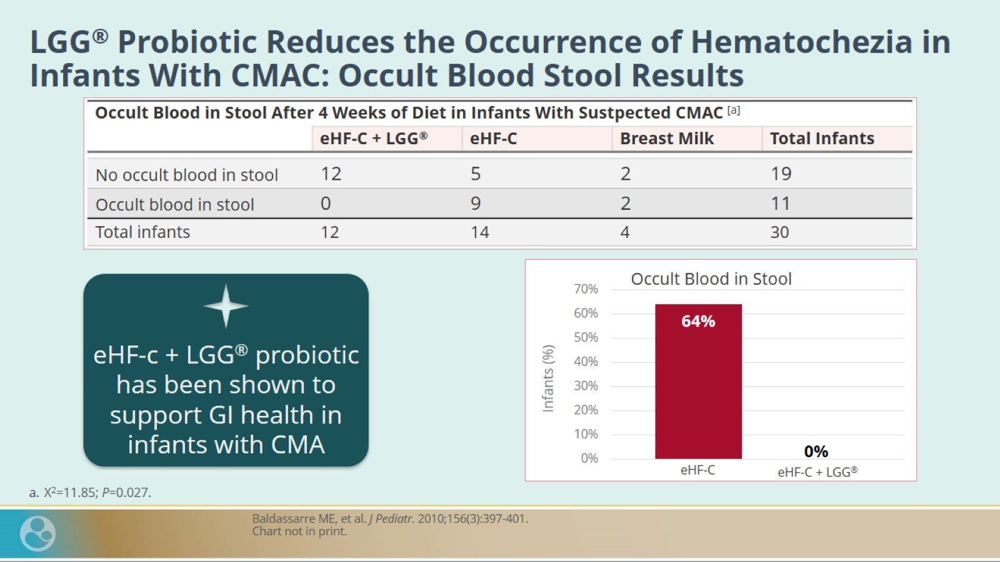 LGG® Probiotic Reduces the Occurrence of Hematochezia in
Infants With CMAC: Occult Blood Stool Results
Occult Blood in Stool After 4 Weeks of Diet in Infants With Sustpected CMAC [a]
eHF-C + LGG® eHF-C Breast Milk Total Infants
No occult blood in stool 12 5 2 19
Occult blood in stool 0 9 2 11
Total infants 12 14 4 30
eHF-c + LGG® probiotic
has been shown to
support GI health in
infants with CMA
Occult Blood in Stool
70%
60%
50%
40%
30%
20%
10%
0%
Infants (%)
64%
0%
eHF-C
eHF-C + LGG®
a. X²=11.85; P=0.027.
Baldassarre ME, et al. J Pediatr. 2010;156(3):397-401.
Chart not in print.